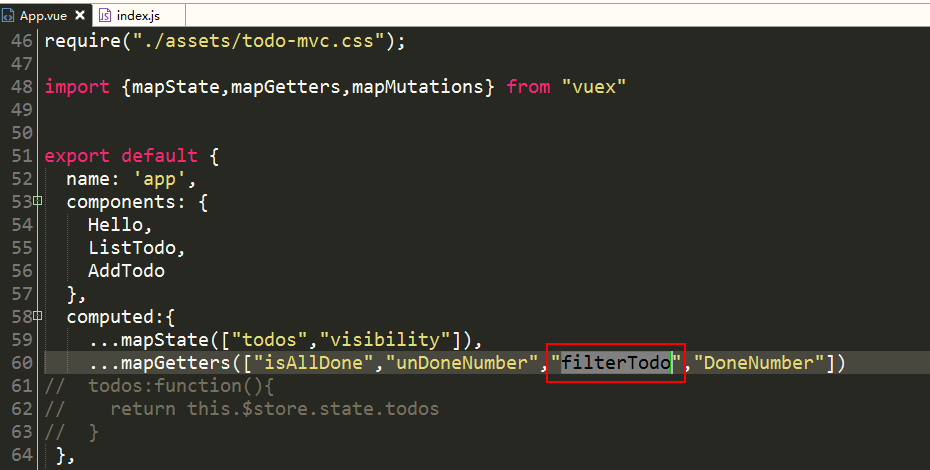 App.vue index.js
46 require("./assets/todo-mvc.css");
47
48 import {mapState,mapGetters,mapMutations} from "vuex"
49
50
51 export default {
52 name: 'app',
53 components: {
54 Hello,
55 ListTodo,
56 AddTodo
57 },
58 computed:{
59 ...mapState(["todos","visibility"]),
60 ...mapGetters(["isAllDone","unDoneNumber","filterTodo","DoneNumber"])
61 // todos:function(){
62 // return this.$store.state.todos
63 // }
64 },